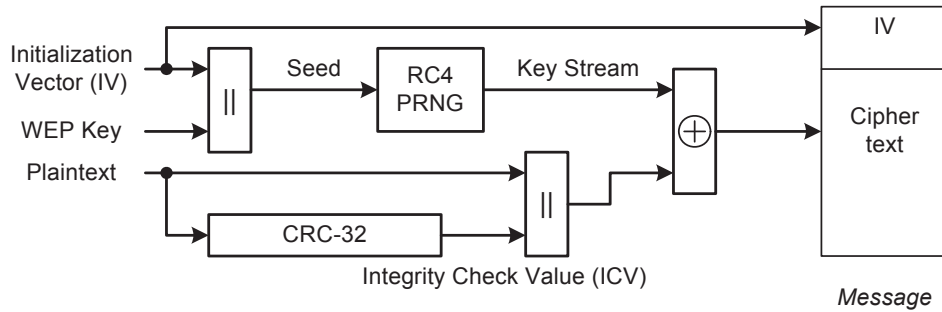 IV
Initialization
Vector (IV)
Seed
RC4
PRNG
Key Stream
||
WEP Key
Cipher
text
Plaintext
||
CRC-32
Integrity Check Value (ICV)
Message